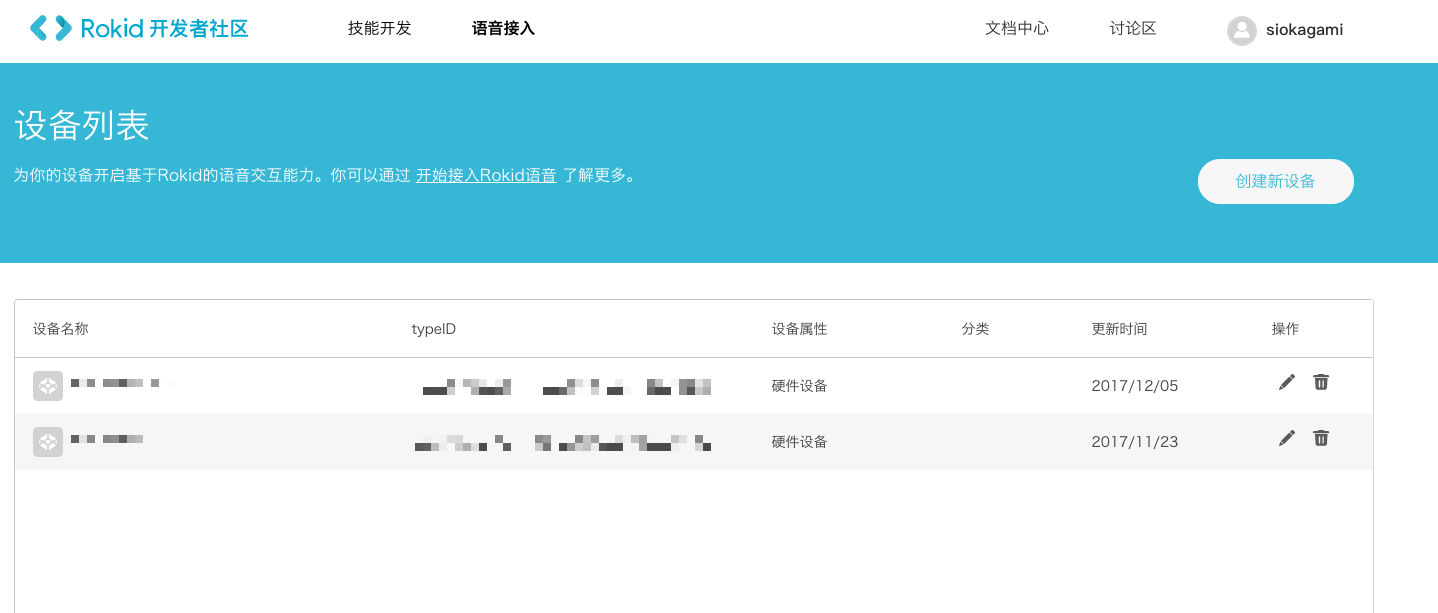 Rokid 开发者社区 技能开发 语音接入 文档中心 讨论区 siokagami
设备列表
为你的设备开启基于Rokid的语音交互能力。你可以通过 开始接入Rokid语音 了解更多。
创建新设备
设备名称 typeID 设备属性 分类 更新时间 操作
硬件设备 2017/12/05
硬件设备 2017/11/23